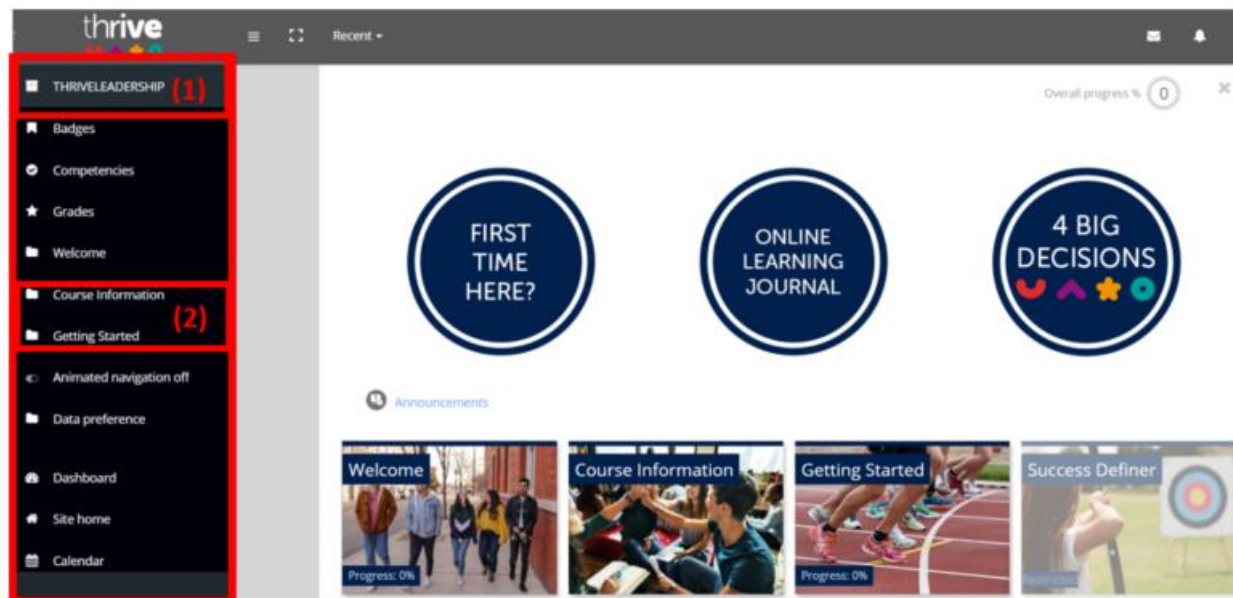 thrive
Recent
THRIVELEADERSHIP (1)
Badges
Competencies
Grades
Welcome
Course Information
(2)
Getting Started
Animated navigation off
Data preference
Dashboard
Site home
Calendar
Overall progress % 0
FIRST
TIME
HERE?
ONLINE
LEARNING
JOURNAL
4 BIG
DECISIONS
Announcements
Welcome
Progress: 0%
Course Information
Getting Started
Progress: 0%
Success Definer
Restricted